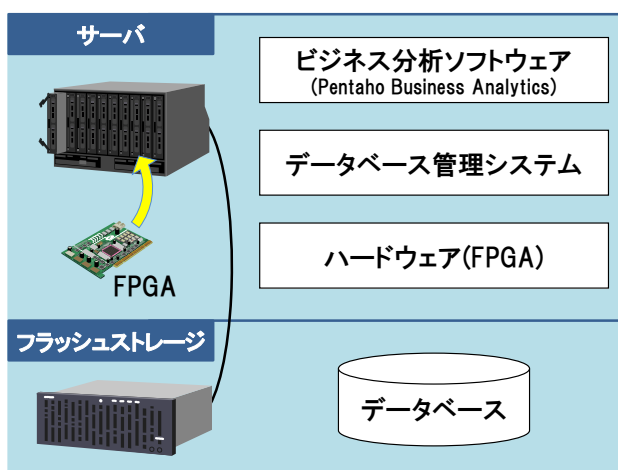 サーバ
ビジネス分析ソフトウェア
(Pentaho Business Analytics)
データベース管理システム
ハードウェア(FPGA)
FPGA
フラッシュストレージ
データベース